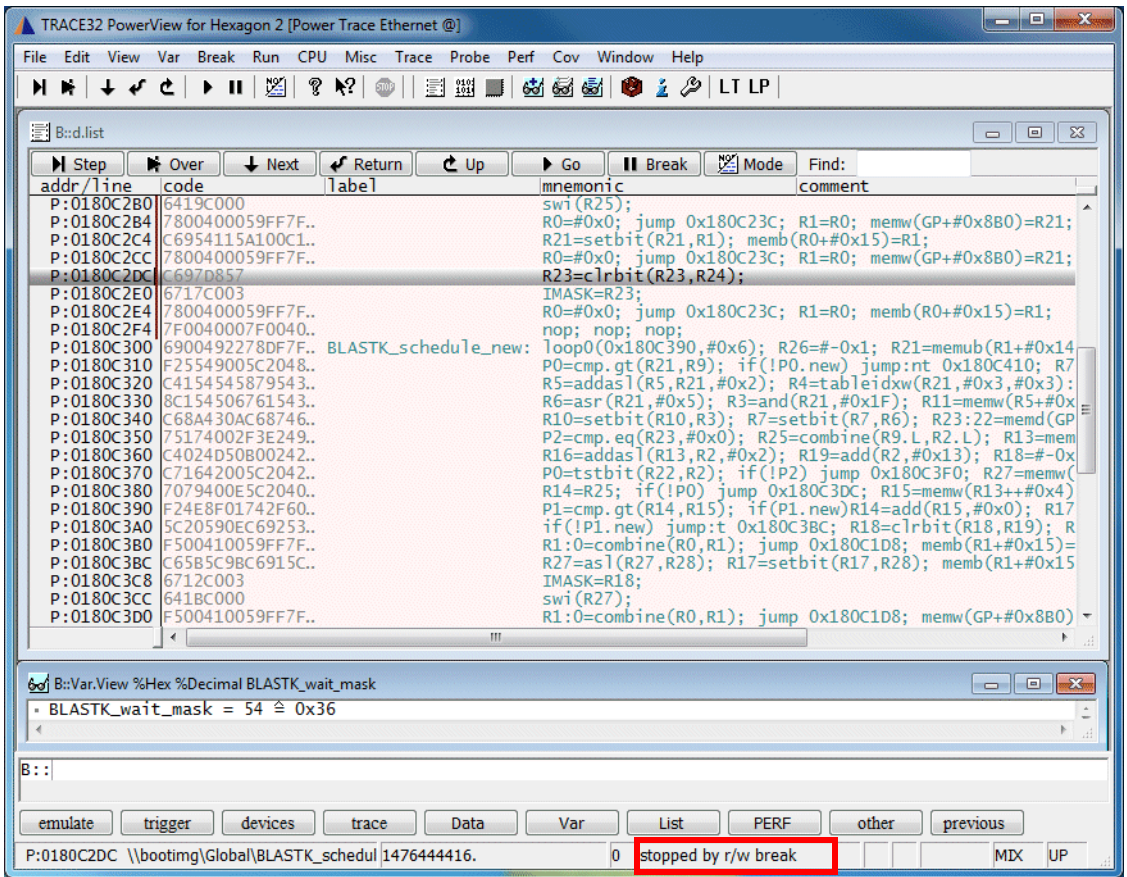 TRACE32 PowerView for Hexagon 2 [Power Trace Ethernet @]
File Edit View Var Break Run CPU Misc Trace Probe Perf Cov Window Help
LT LP
B::d.list
Step Over Next Return Up Go Break Mode Find:
addr/line code label mnemonic comment
P:0180C2B0 6419C000 swi(R25);
P:0180C2B4 7800400059FF7F.. R0=#0x0; jump 0x180C23C; R1=R0; memw(GP+#0x8B0)=R21;
P:0180C2C4 C6954115A100C1.. R21=setbit(R21,R1); memb(R0+#0x15)=R1;
P:0180C2CC 7800400059FF7F.. R0=#0x0; jump 0x180C23C; R1=R0; memw(GP+#0x8B0)=R21;
P:0180C2DC C697D857 R23=clrbit(R23,R24);
P:0180C2E0 6717C003 IMASK=R23;
P:0180C2E4 7800400059FF7F.. R0=#0x0; jump 0x180C23C; R1=R0; memb(R0+#0x15)=R1;
P:0180C2F4 7F0040007F0040.. nop; nop; nop;
P:0180C300 6900492278DF7F.. BLASTK_schedule_new: loop0(0x180C390,#0x6); R26=#-0x1; R21=memub(R1+#0x14
P:0180C310 F25549005C2048.. P0=cmp.gt(R21,R9); if(!P0.new) jump:nt 0x180C410; R7
P:0180C320 C4154545879543.. R5=addasl(R5,R21,#0x2); R4=tableidxw(R21,#0x3,#0x3):
P:0180C330 8C154506761543.. R6=asr(R21,#0x5); R3=and(R21,#0x1F); R11=memw(R5+#0x
P:0180C340 C68A430AC68746.. R10=setbit(R10,R3); R7=setbit(R7,R6); R23:22=memd(GP
P:0180C350 75174002F3E249.. P2=cmp.eq(R23,#0x0); R25=combine(R9.L,R2.L); R13=mem
P:0180C360 C4024D50B00242.. R16=addasl(R13,R2,#0x2); R19=add(R2,#0x13); R18=#-0x
P:0180C370 C71642005C2042.. P0=tstbit(R22,R2); if(!P2) jump 0x180C3F0; R27=memw(
P:0180C380 7079400E5C2040.. R14=R25; if(!P0) jump 0x180C3DC; R15=memw(R13++#0x4)
P:0180C390 F24E8F01742F60.. P1=cmp.gt(R14,R15); if(P1.new)R14=add(R15,#0x0); R17
P:0180C3A0 5C20590EC69253.. if(!P1.new) jump:t 0x180C3BC; R18=clrbit(R18,R19); R
P:0180C3B0 F500410059FF7F.. R1:0=combine(R0,R1); jump 0x180C1D8; memb(R1+#0x15)=
P:0180C3BC C65B5C9BC6915C.. R27=asl(R27,R28); R17=setbit(R17,R28); memb(R1+#0x15
P:0180C3C8 6712C003 IMASK=R18;
P:0180C3CC 641BC000 swi(R27);
P:0180C3D0 F500410059FF7F.. R1:0=combine(R0,R1); jump 0x180C1D8; memw(GP+#0x8B0)
B::Var.View %Hex %Decimal BLASTK_wait_mask
BLASTK_wait_mask = 54 ≙ 0x36
B::
emulate trigger devices trace Data Var List PERF other previous
P:0180C2DC \\bootimg\Global\BLASTK_schedul 1476444416. 0 stopped by r/w break MIX UP